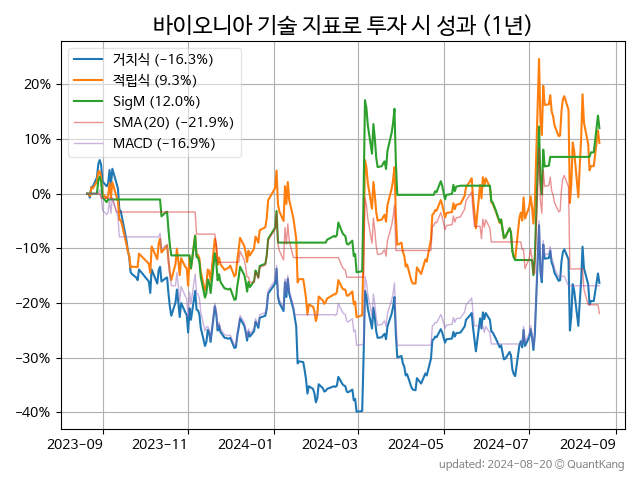 바이오니아 기술 지표로 투자 시 성과 (1년)
거치식 (−16.3%)
적립식 (9.3%)
SigM (12.0%)
SMA(20) (−21.9%)
MACD (−16.9%)
20%
10%
0%
−10%
−20%
−30%
−40%
2023-09 2023-11 2024-01 2024-03 2024-05 2024-07 2024-09
updated: 2024-08-20 © QuantKang